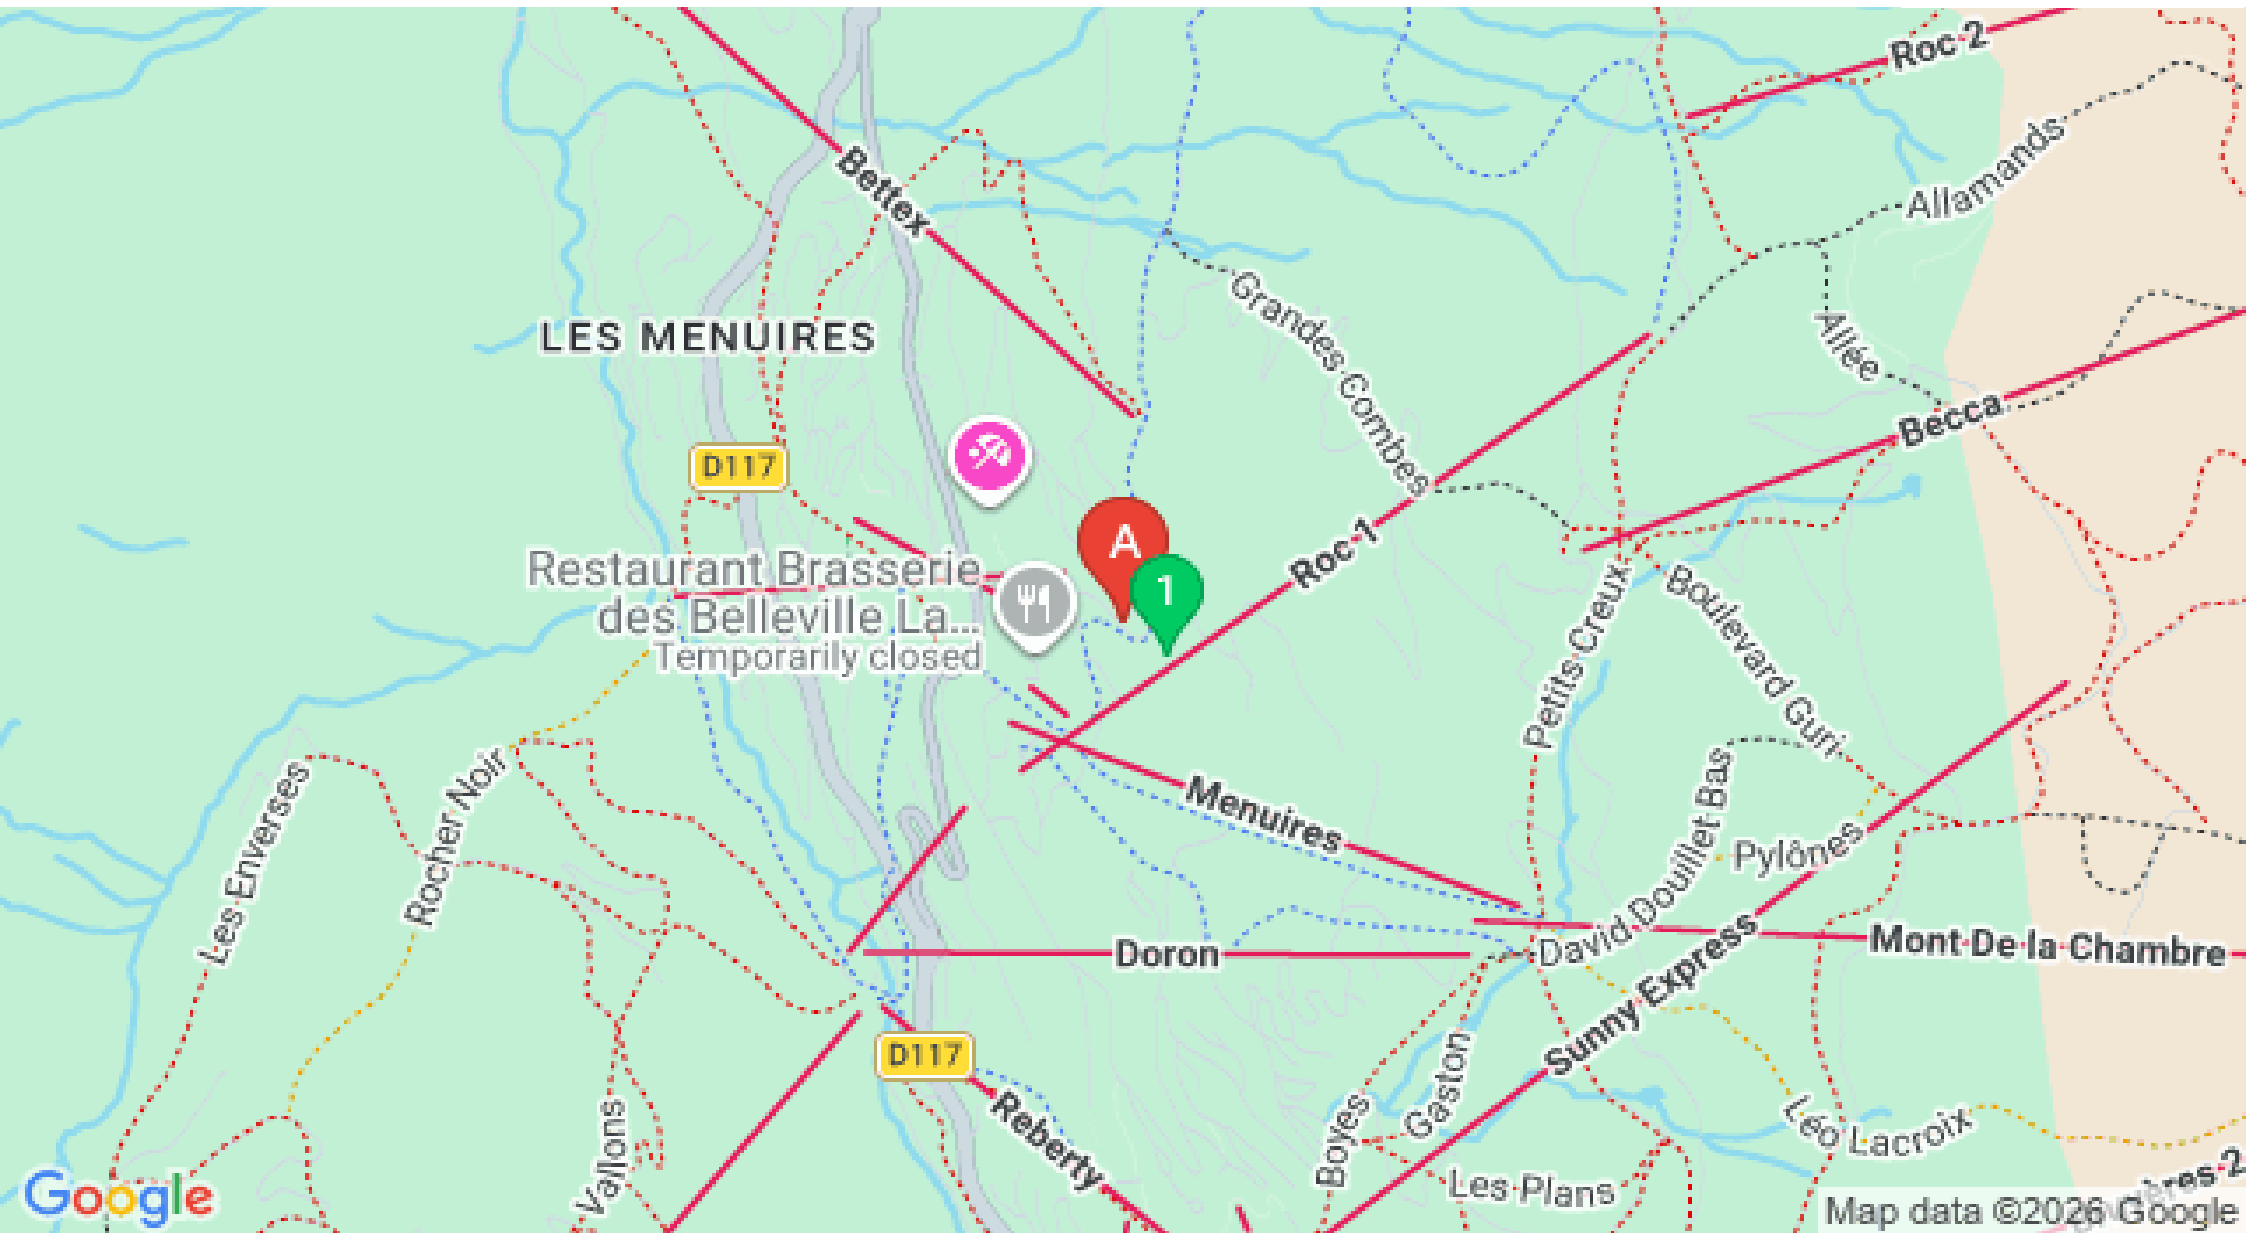 Roc 2
Allamands
Bettex
Grandes Combes
LES MENUIRES
Allée
Becca
D117
A
Roc 1
Restaurant Brasserie
des Belleville La...
Temporarily closed
1
Boulevard Guri
Petits Creux
Les Enverses
Rocher Noir
Menuires
David Douillet Bas
Pylônes
Doron
Mont De la Chambre
Sunny Express
D117
Reberty
Vallons
Boyes
Gaston
Léo Lacroix
Les Plans
Google
Map data ©2026 Google